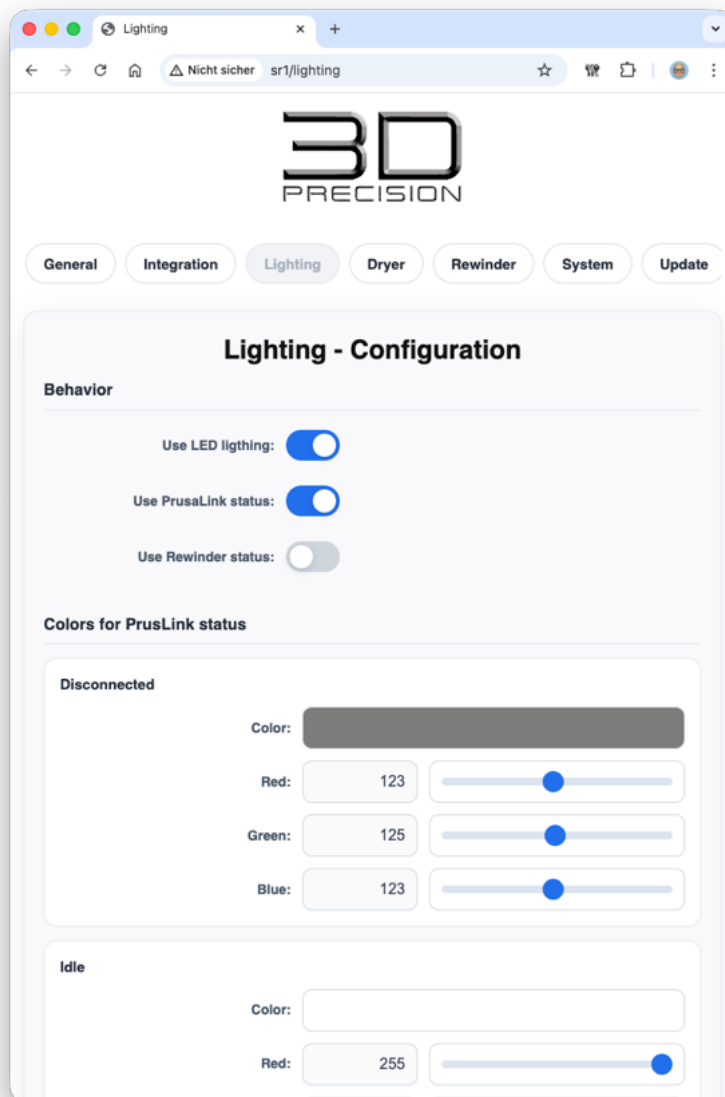 Lighting
Nicht sicher sr1/lighting
3D
PRECISION
General Integration Lighting Dryer Rewinder System Update
Lighting - Configuration
Behavior
Use LED ligthing:
Use PrusaLink status:
Use Rewinder status:
Colors for PrusLink status
Disconnected
Color:
Red: 123
Green: 125
Blue: 123
Idle
Color:
Red: 255